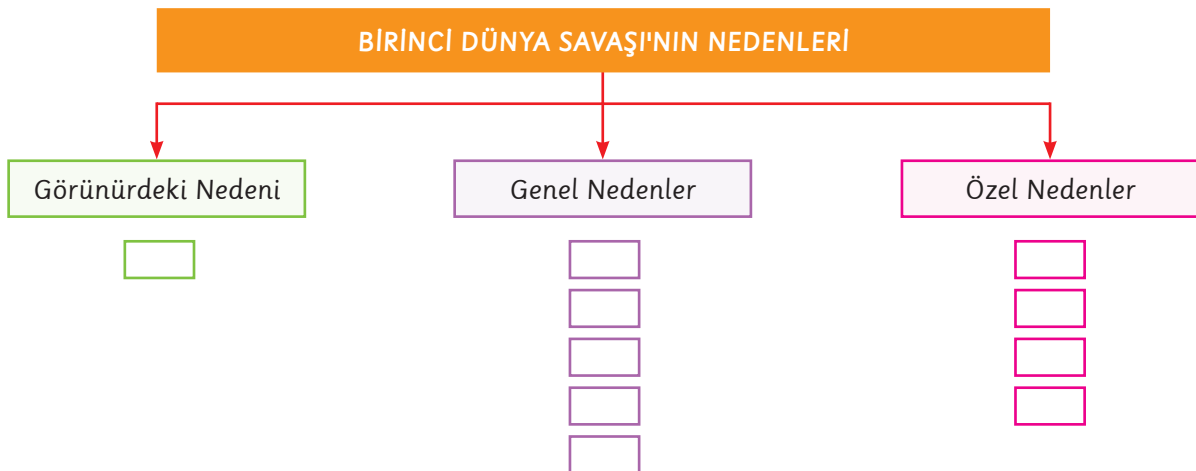 BİRİNCİ DÜNYA SAVAŞI'NIN NEDENLERİ
Görünürdeki Nedeni
Genel Nedenler
Özel Nedenler